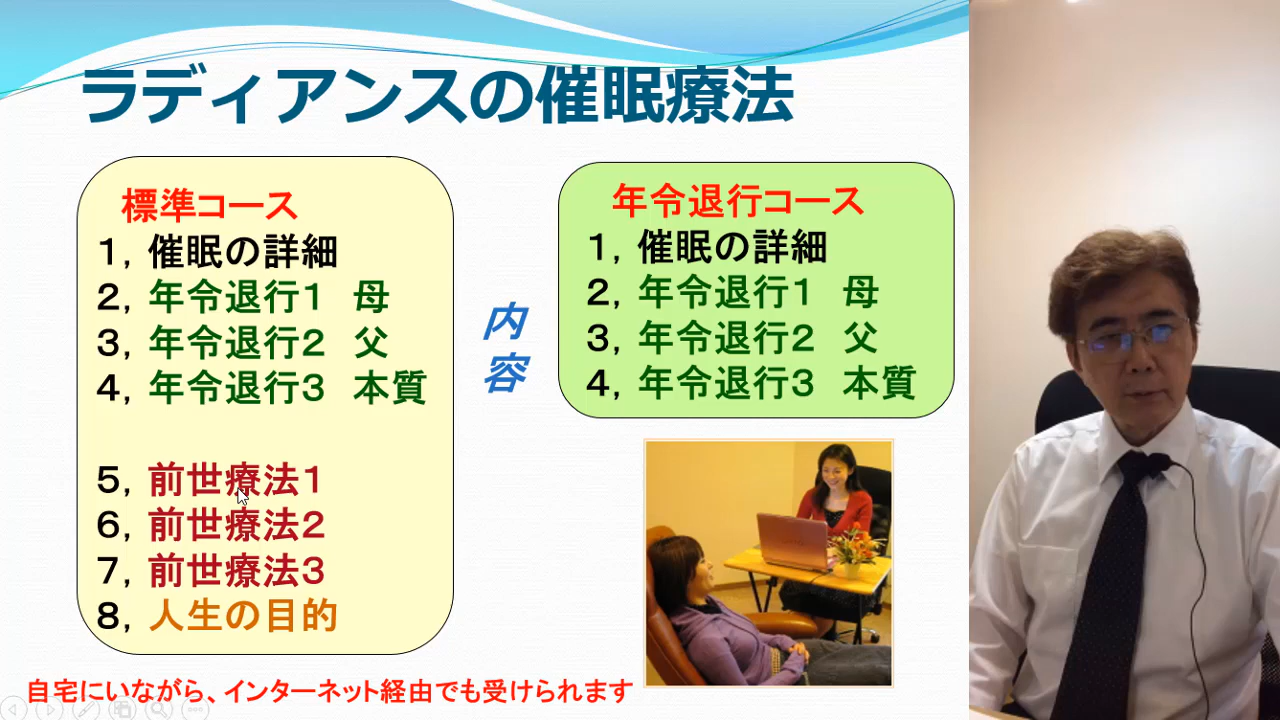 ラディアンスの催眠療法
標準コース
1，催眠の詳細
2，年令退行1　母
3，年令退行2　父
4，年令退行3　本質
5，前世療法1
6，前世療法2
7，前世療法3
8，人生の目的
内
容
年令退行コース
1，催眠の詳細
2，年令退行1　母
3，年令退行2　父
4，年令退行3　本質
自宅にいながら、インターネット経由でも受けられます